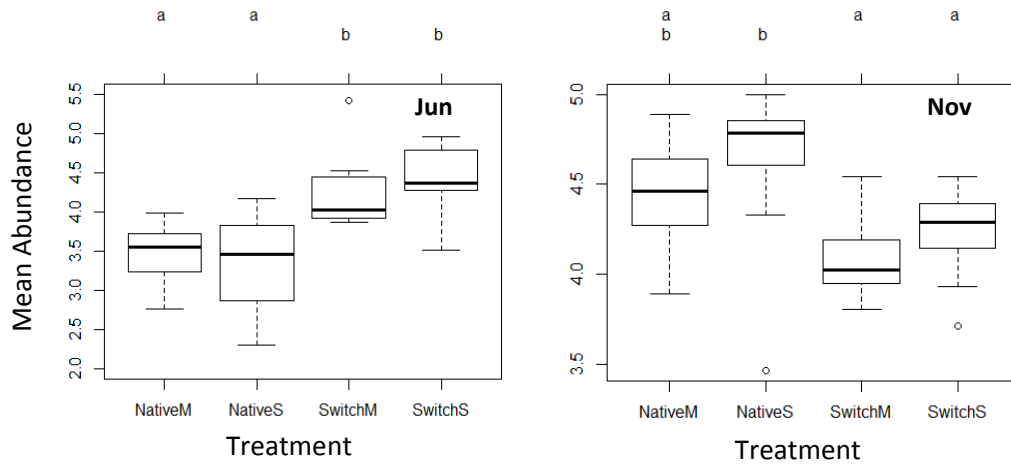 a a b b
Jun
Mean Abundance
5.5
5.0
4.5
4.0
3.5
3.0
2.5
2.0
NativeM NativeS SwitchM SwitchS
Treatment
a a a
b b
Nov
5.0
4.5
4.0
3.5
NativeM NativeS SwitchM SwitchS
Treatment